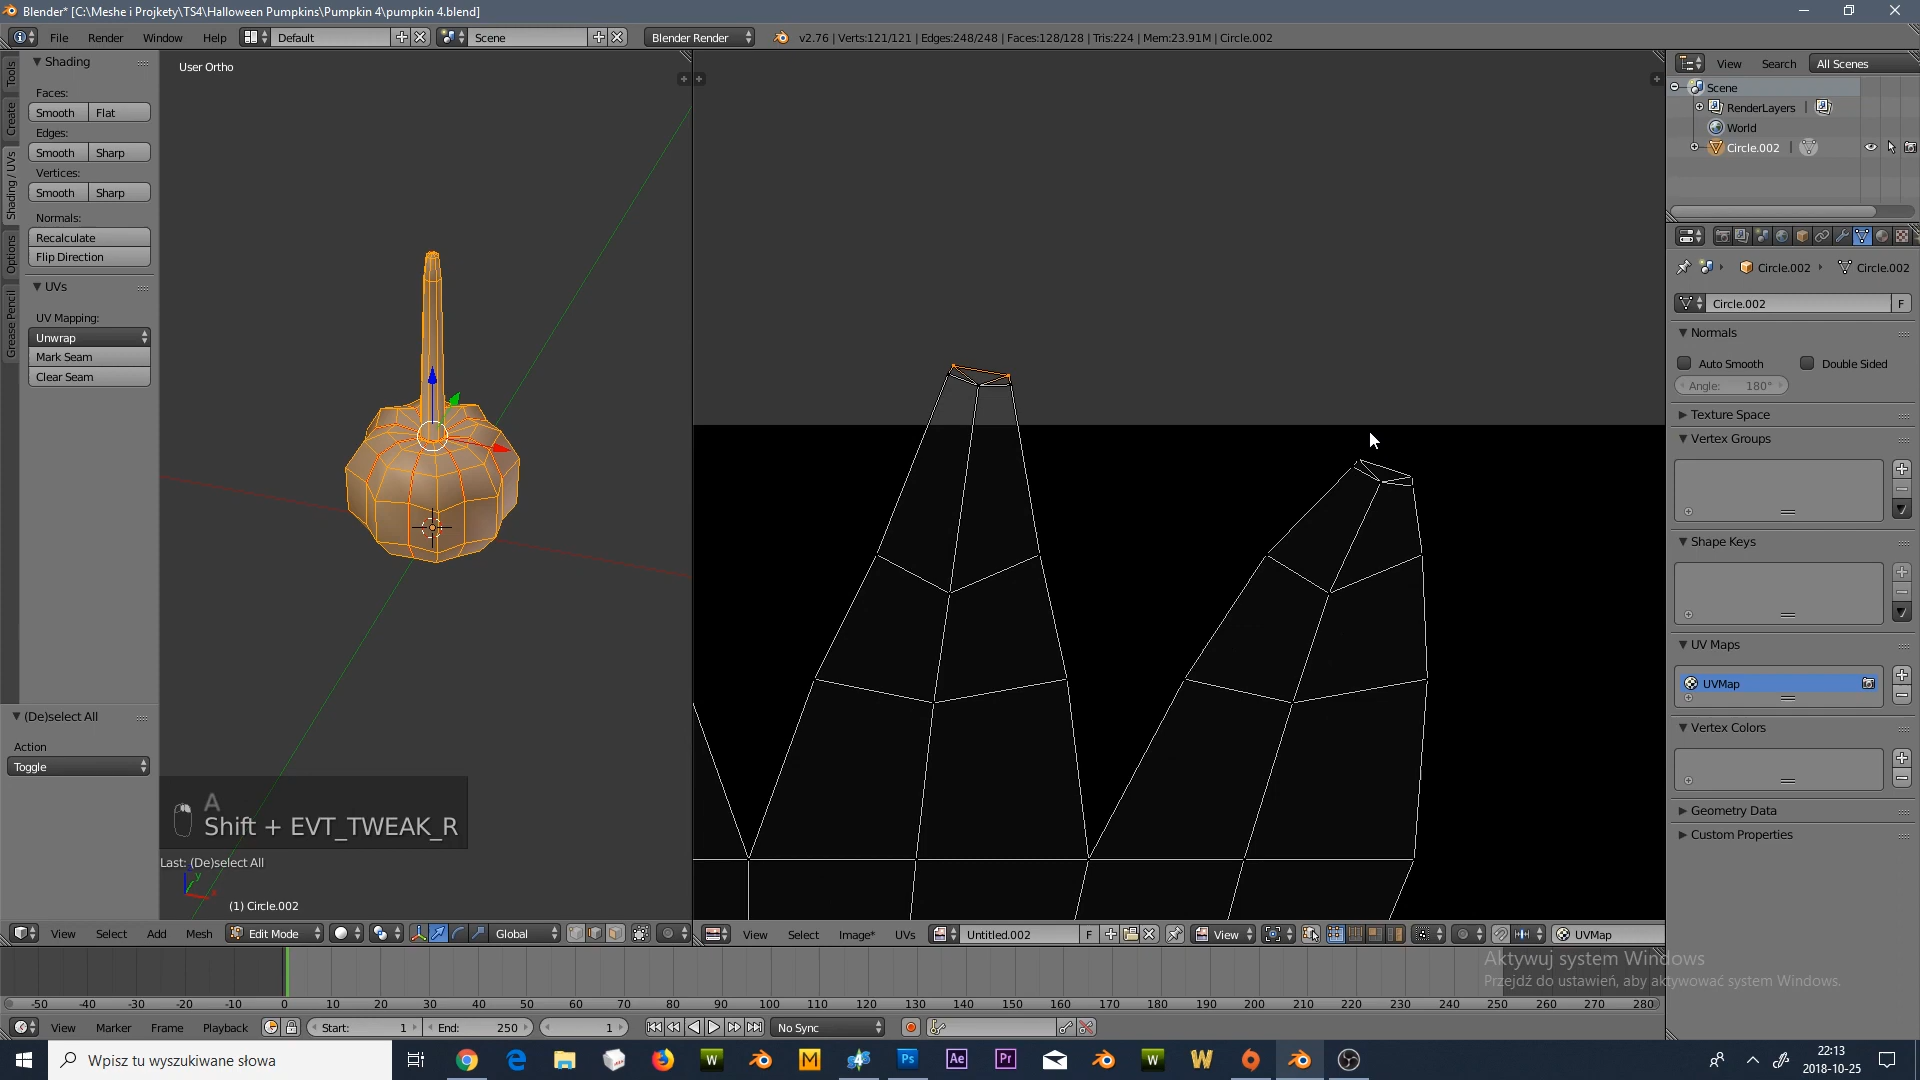 Blender* [C:\Meshe i Projkety\TS4\Halloween Pumpkins\Pumpkin 4\pumpkin 4.blend]
File Render Window Help Default Scene Blender Render v2.76 | Verts:121/121 | Edges:248/248 | Faces:128/128 | Tris:224 | Mem:23.91M | Circle.002
Tools
Create
Shading / UVs
Options
Grease Pencil
Shading
Faces:
Smooth Flat
Edges:
Smooth Sharp
Vertices:
Smooth Sharp
Normals:
Recalculate
Flip Direction
UVs
UV Mapping:
Unwrap
Mark Seam
Clear Seam
(De)select All
Action
Toggle
User Ortho
A
Shift + EVT_TWEAK_R
Last: (De)select All
y
(1) Circle.002
View Select Add Mesh Edit Mode Global
View Select Image* UVs Untitled.002 F View UVMap
View Search All Scenes
Scene
RenderLayers
World
Circle.002
Circle.002 Circle.002
Circle.002 F
Normals
Auto Smooth Double Sided
Angle: 180°
Texture Space
Vertex Groups
Shape Keys
UV Maps
UVMap
Vertex Colors
Geometry Data
Custom Properties
Aktywuj system Windows
Przejdź do ustawień, aby aktywować system Windows.
-50 -40 -30 -20 -10 0 10 20 30 40 50 60 70 80 90 100 110 120 130 140 150 160 170 180 190 200 210 220 230 240 250 260 270 280
View Marker Frame Playback Start: 1 End: 250 1 No Sync
Wpisz tu wyszukiwane słowa
W M Ps Ae Pr W W
22:13
2018-10-25